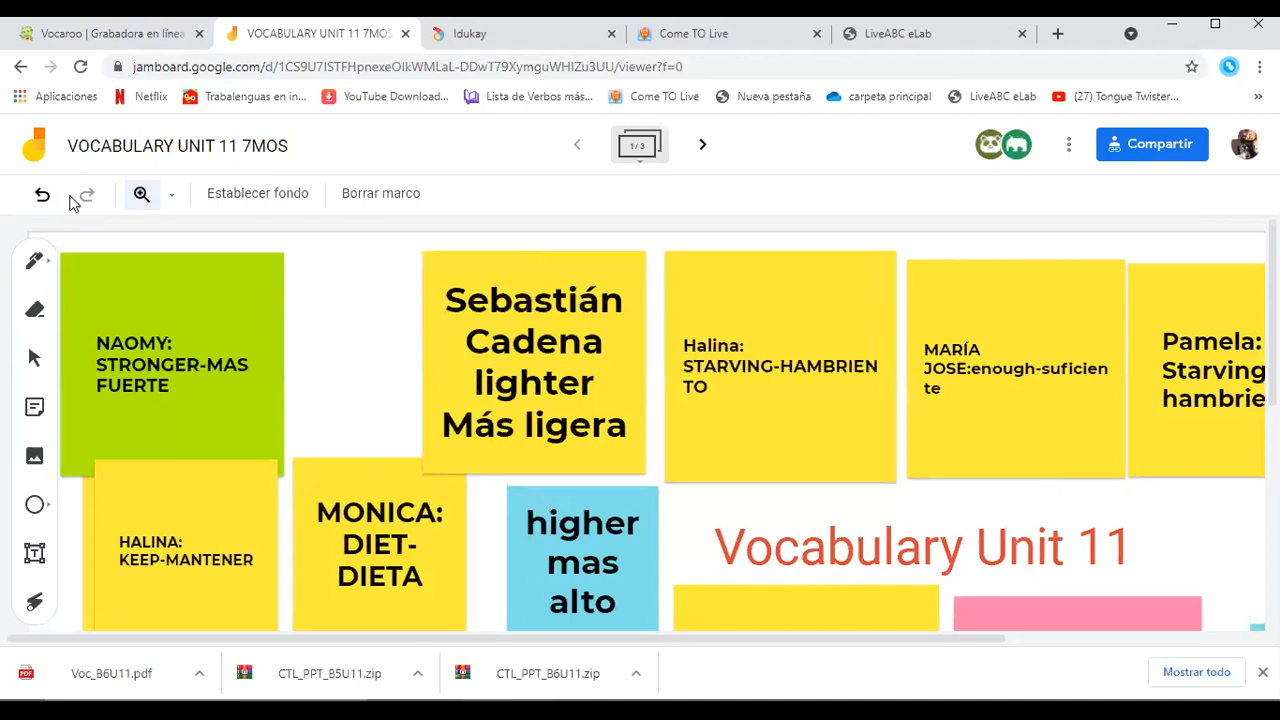 Vocaroo | Grabadora en línea
VOCABULARY UNIT 11 7MOS
Idukay
Come TO Live
LiveABC eLab
jamboard.google.com/d/1CS9U7ISTFHpnexeOIkWMLaL-DDwT79XymguWHIZu3UU/viewer?f=0
Aplicaciones
Netflix
Trabalenguas en in...
YouTube Download...
Lista de Verbos más...
Come TO Live
Nueva pestaña
carpeta principal
LiveABC eLab
(27) Tongue Twister...
»
VOCABULARY UNIT 11 7MOS
1 / 3
Compartir
Establecer fondo
Borrar marco
NAOMY:
STRONGER-MAS
FUERTE
Sebastián
Cadena
lighter
Más ligera
Halina:
STARVING-HAMBRIEN
TO
MARÍA
JOSE:enough-suficien
te
Pamela:
Starving
hambrie
HALINA:
KEEP-MANTENER
MONICA:
DIET-
DIETA
higher
mas
alto
Vocabulary Unit 11
PDF
Voc_B6U11.pdf
CTL_PPT_B5U11.zip
CTL_PPT_B6U11.zip
Mostrar todo